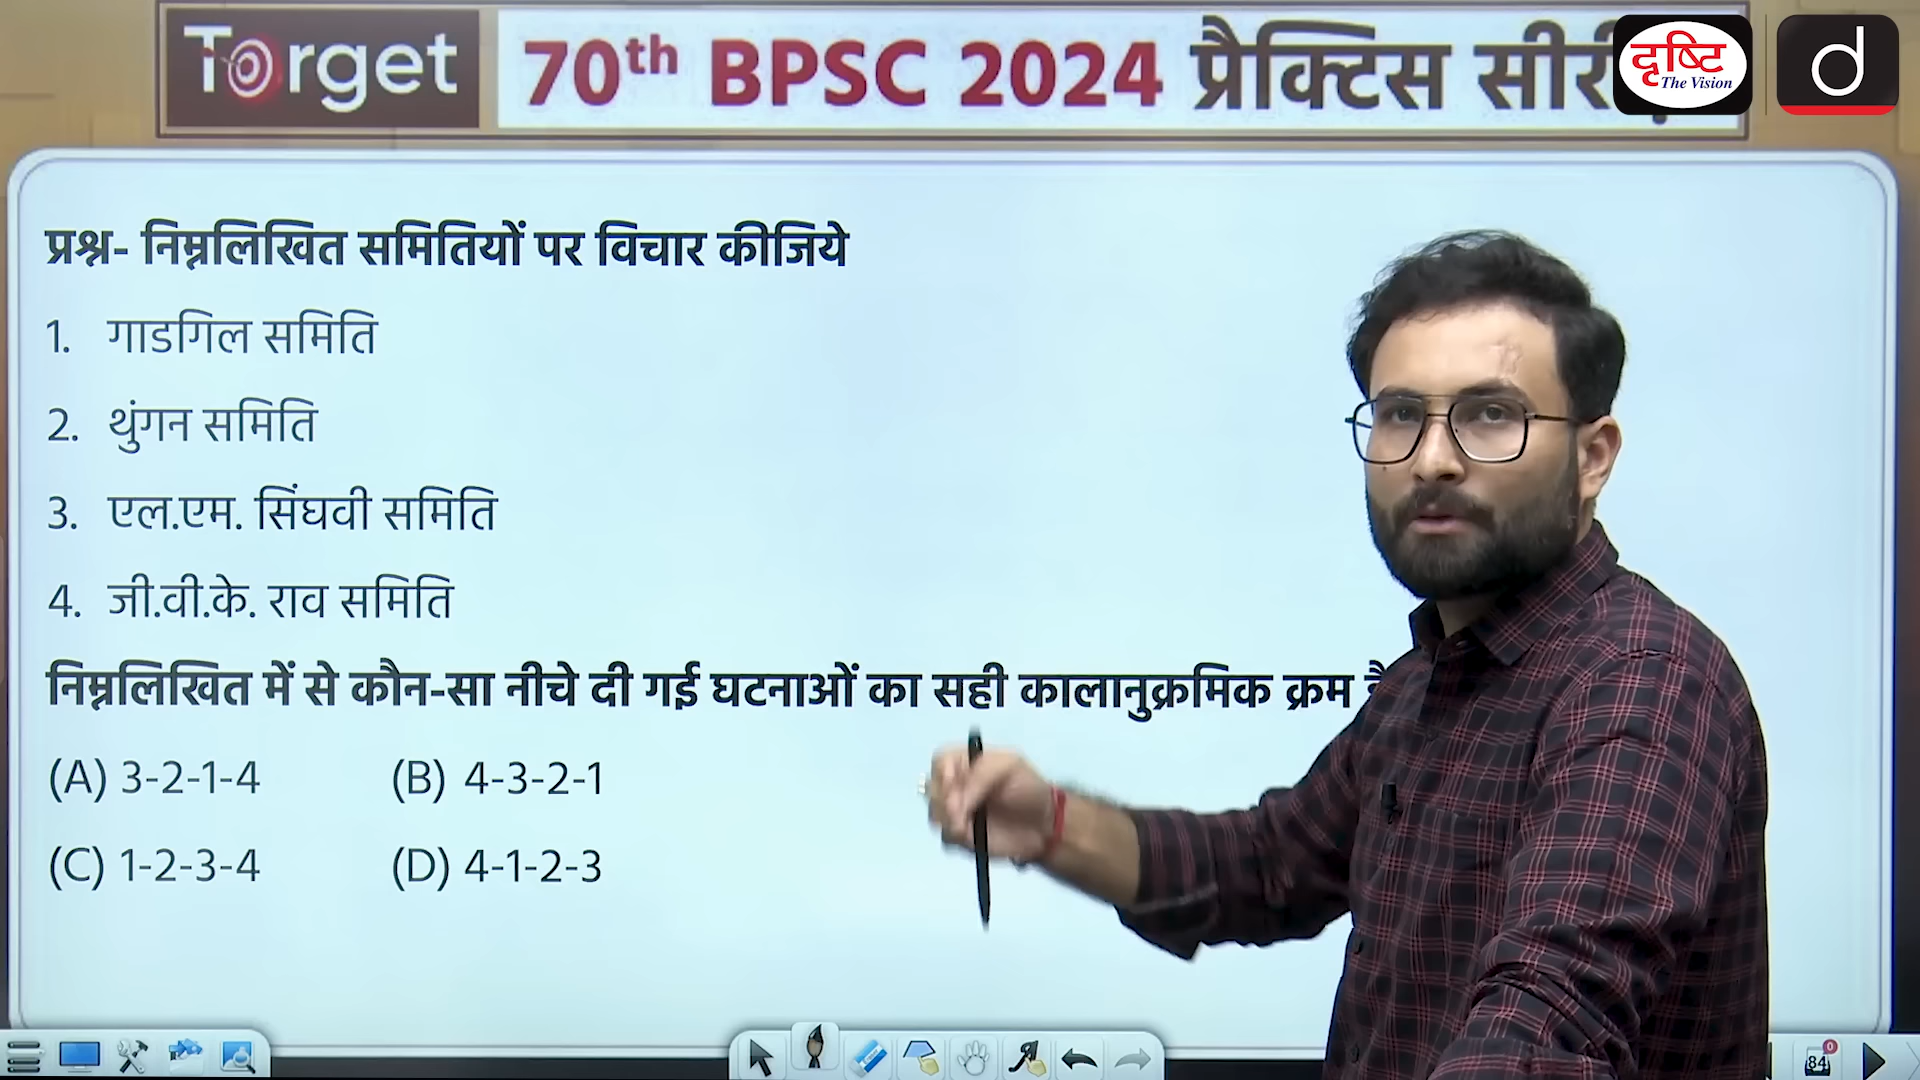 Target
70th BPSC 2024 प्रैक्टिस
दृष्टि
The Vision
d
प्रश्न- निम्नलिखित समितियों पर विचार कीजिये
1. गाडगिल समिति
2. थुंगन समिति
3. एल.एम. सिंघवी समिति
4. जी.वी.के. राव समिति
निम्नलिखित में से कौन-सा नीचे दी गई घटनाओं का सही कालानुक्रमिक क्रम
(A) 3-2-1-4 (B) 4-3-2-1
(C) 1-2-3-4 (D) 4-1-2-3
84
0